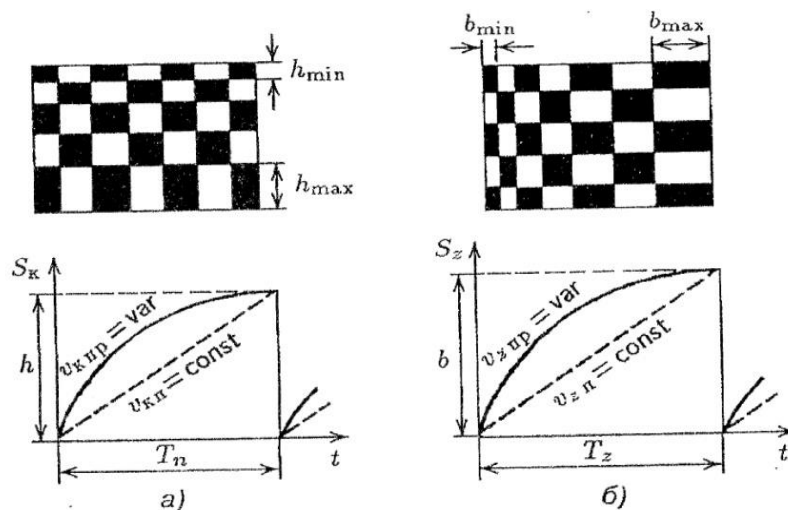 b_min
b_max
h_min
h_max
S_к
v_к пр = var
v_к п = const
h
T_n
t
а)
S_z
v_z пр = var
v_z п = const
b
T_z
t
б)